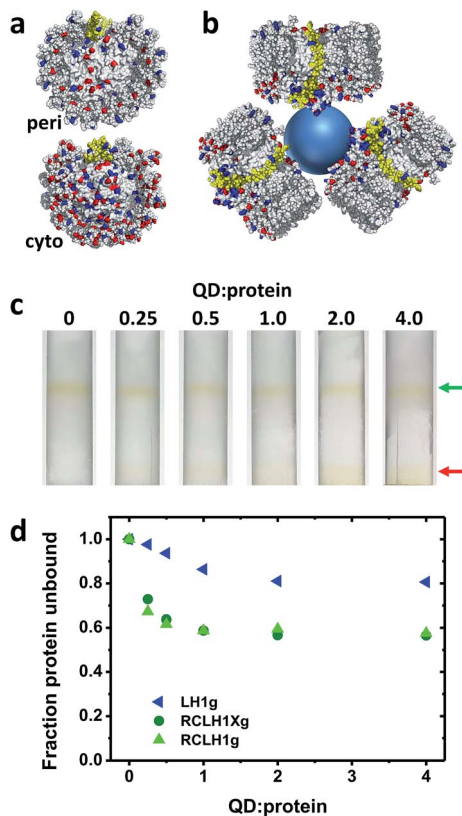 a
b
peri
cyto
c
QD:protein
0 0.25 0.5 1.0 2.0 4.0
d
Fraction protein unbound
1.0
0.8
0.6
0.4
0.2
0.0
LH1g
RCLH1Xg
RCLH1g
0 1 2 3 4
QD:protein